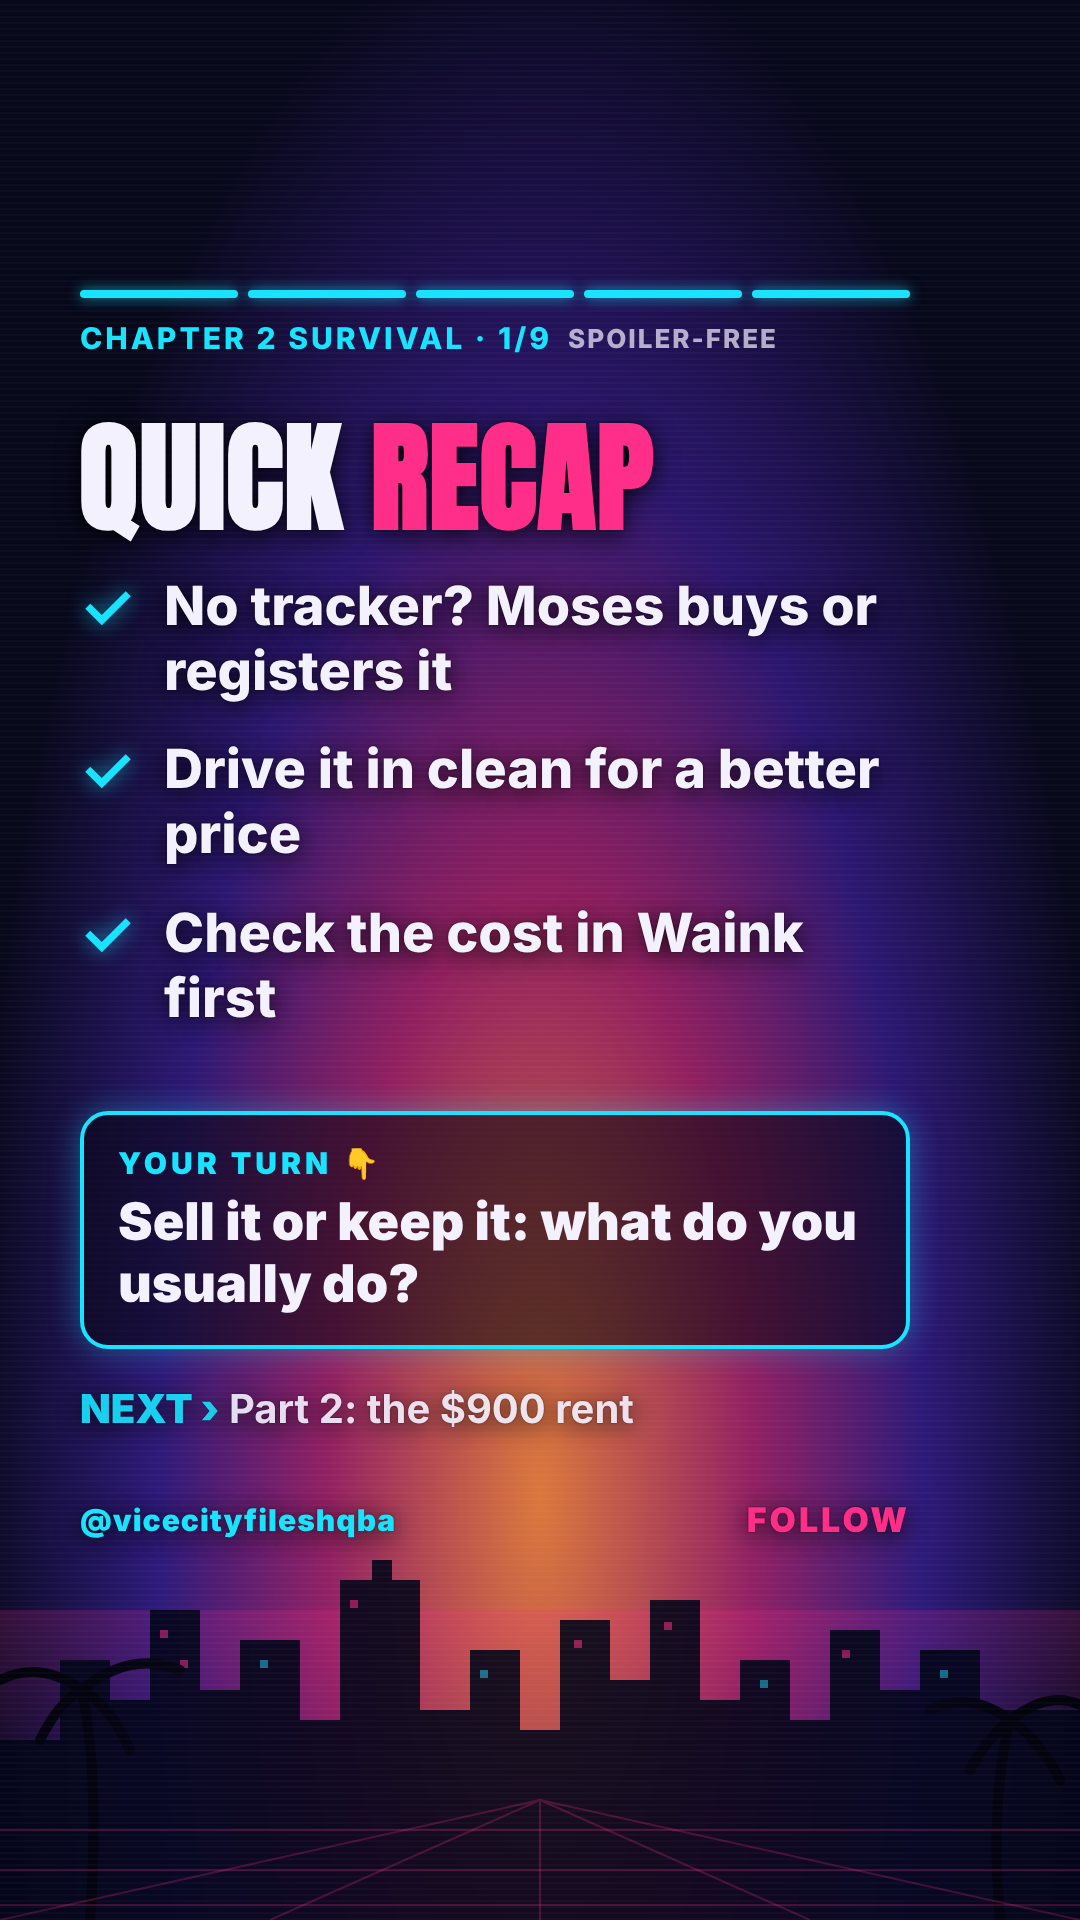 CHAPTER 2 SURVIVAL · 1/9 SPOILER-FREE
QUICK RECAP
No tracker? Moses buys or
registers it
Drive it in clean for a better
price
Check the cost in Waink
first
YOUR TURN 👇
Sell it or keep it: what do you
usually do?
NEXT › Part 2: the $900 rent
@vicecityfileshqba
FOLLOW